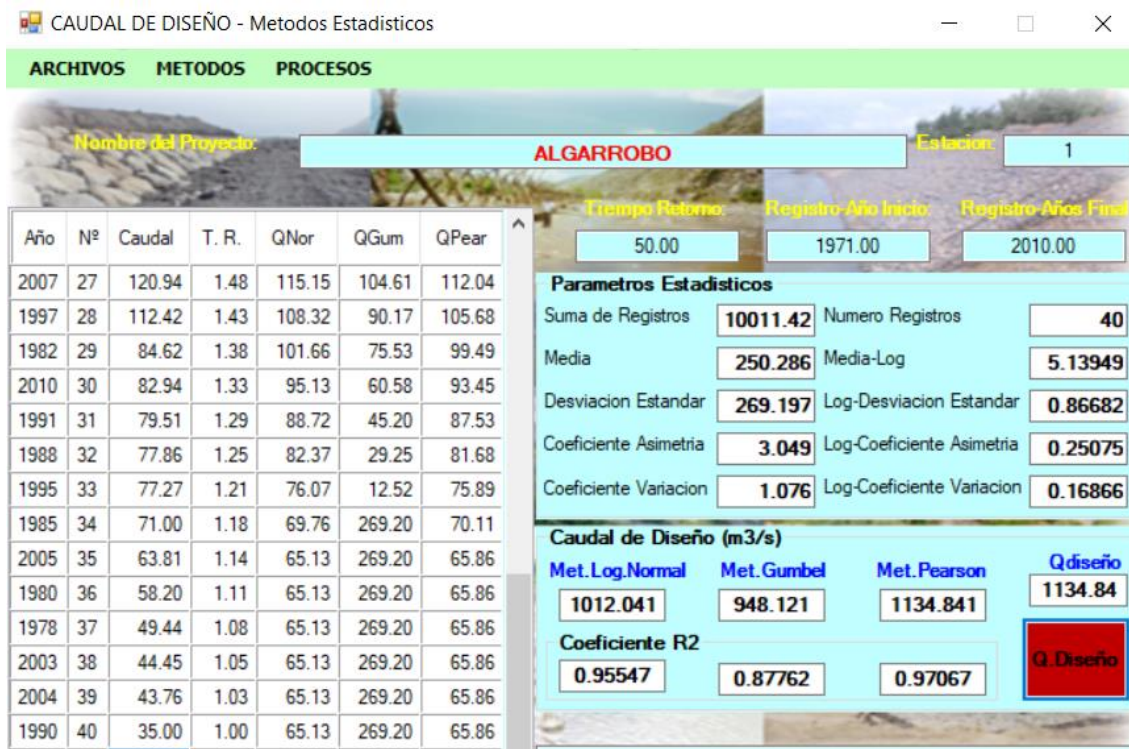 CAUDAL DE DISEÑO - Metodos Estadisticos
ARCHIVOS METODOS PROCESOS
Nombre del Proyecto: ALGARROBO Estacion: 1
Tiempo Retorno: Registro-Año Inicio: Registro-Años Final
50.00 1971.00 2010.00
Año Nº Caudal T. R. QNor QGum QPear
2007 27 120.94 1.48 115.15 104.61 112.04
1997 28 112.42 1.43 108.32 90.17 105.68
1982 29 84.62 1.38 101.66 75.53 99.49
2010 30 82.94 1.33 95.13 60.58 93.45
1991 31 79.51 1.29 88.72 45.20 87.53
1988 32 77.86 1.25 82.37 29.25 81.68
1995 33 77.27 1.21 76.07 12.52 75.89
1985 34 71.00 1.18 69.76 269.20 70.11
2005 35 63.81 1.14 65.13 269.20 65.86
1980 36 58.20 1.11 65.13 269.20 65.86
1978 37 49.44 1.08 65.13 269.20 65.86
2003 38 44.45 1.05 65.13 269.20 65.86
2004 39 43.76 1.03 65.13 269.20 65.86
1990 40 35.00 1.00 65.13 269.20 65.86
Parametros Estadisticos
Suma de Registros 10011.42 Numero Registros 40
Media 250.286 Media-Log 5.13949
Desviacion Estandar 269.197 Log-Desviacion Estandar 0.86682
Coeficiente Asimetria 3.049 Log-Coeficiente Asimetria 0.25075
Coeficiente Variacion 1.076 Log-Coeficiente Variacion 0.16866
Caudal de Diseño (m3/s)
Met.Log.Normal Met.Gumbel Met.Pearson Qdiseño
1012.041 948.121 1134.841 1134.84
Coeficiente R2
0.95547 0.87762 0.97067
Q.Diseño